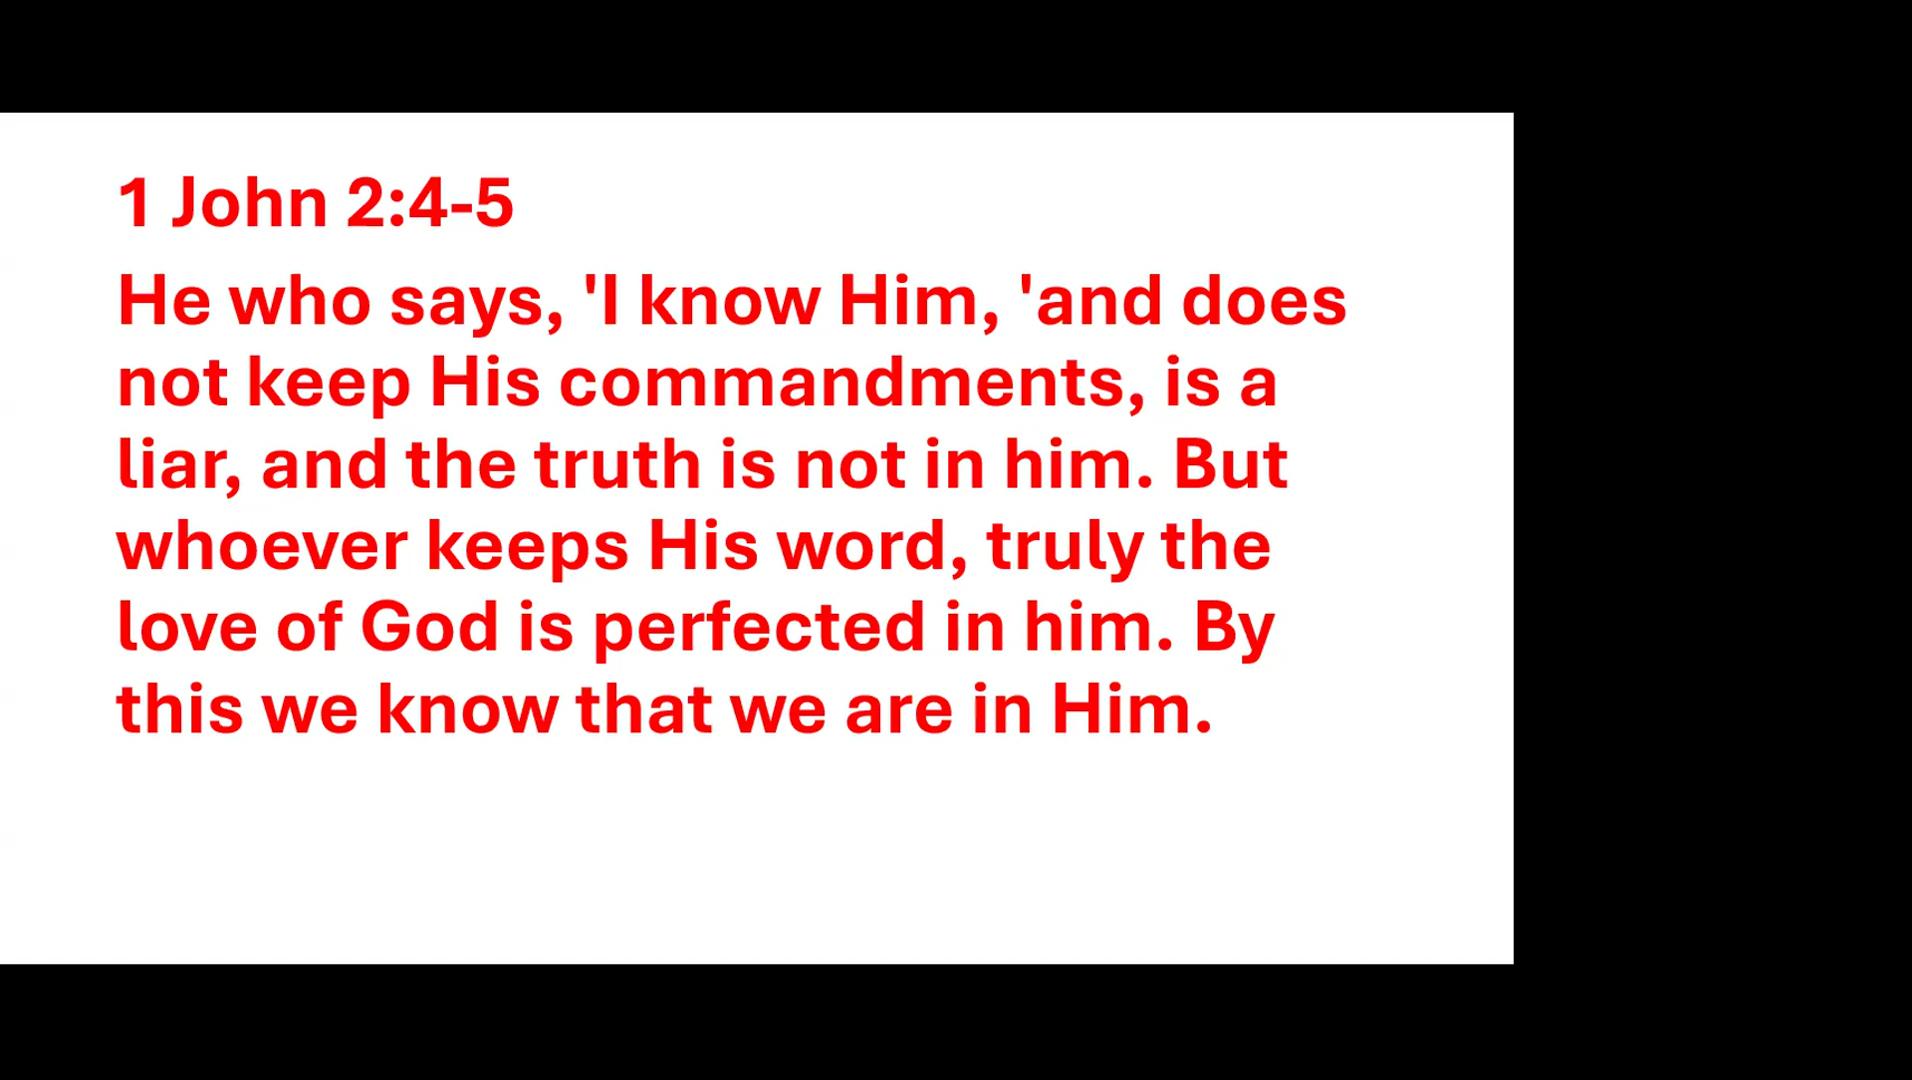 1 John 2:4-5
He who says, 'I know Him, 'and does
not keep His commandments, is a
liar, and the truth is not in him. But
whoever keeps His word, truly the
love of God is perfected in him. By
this we know that we are in Him.